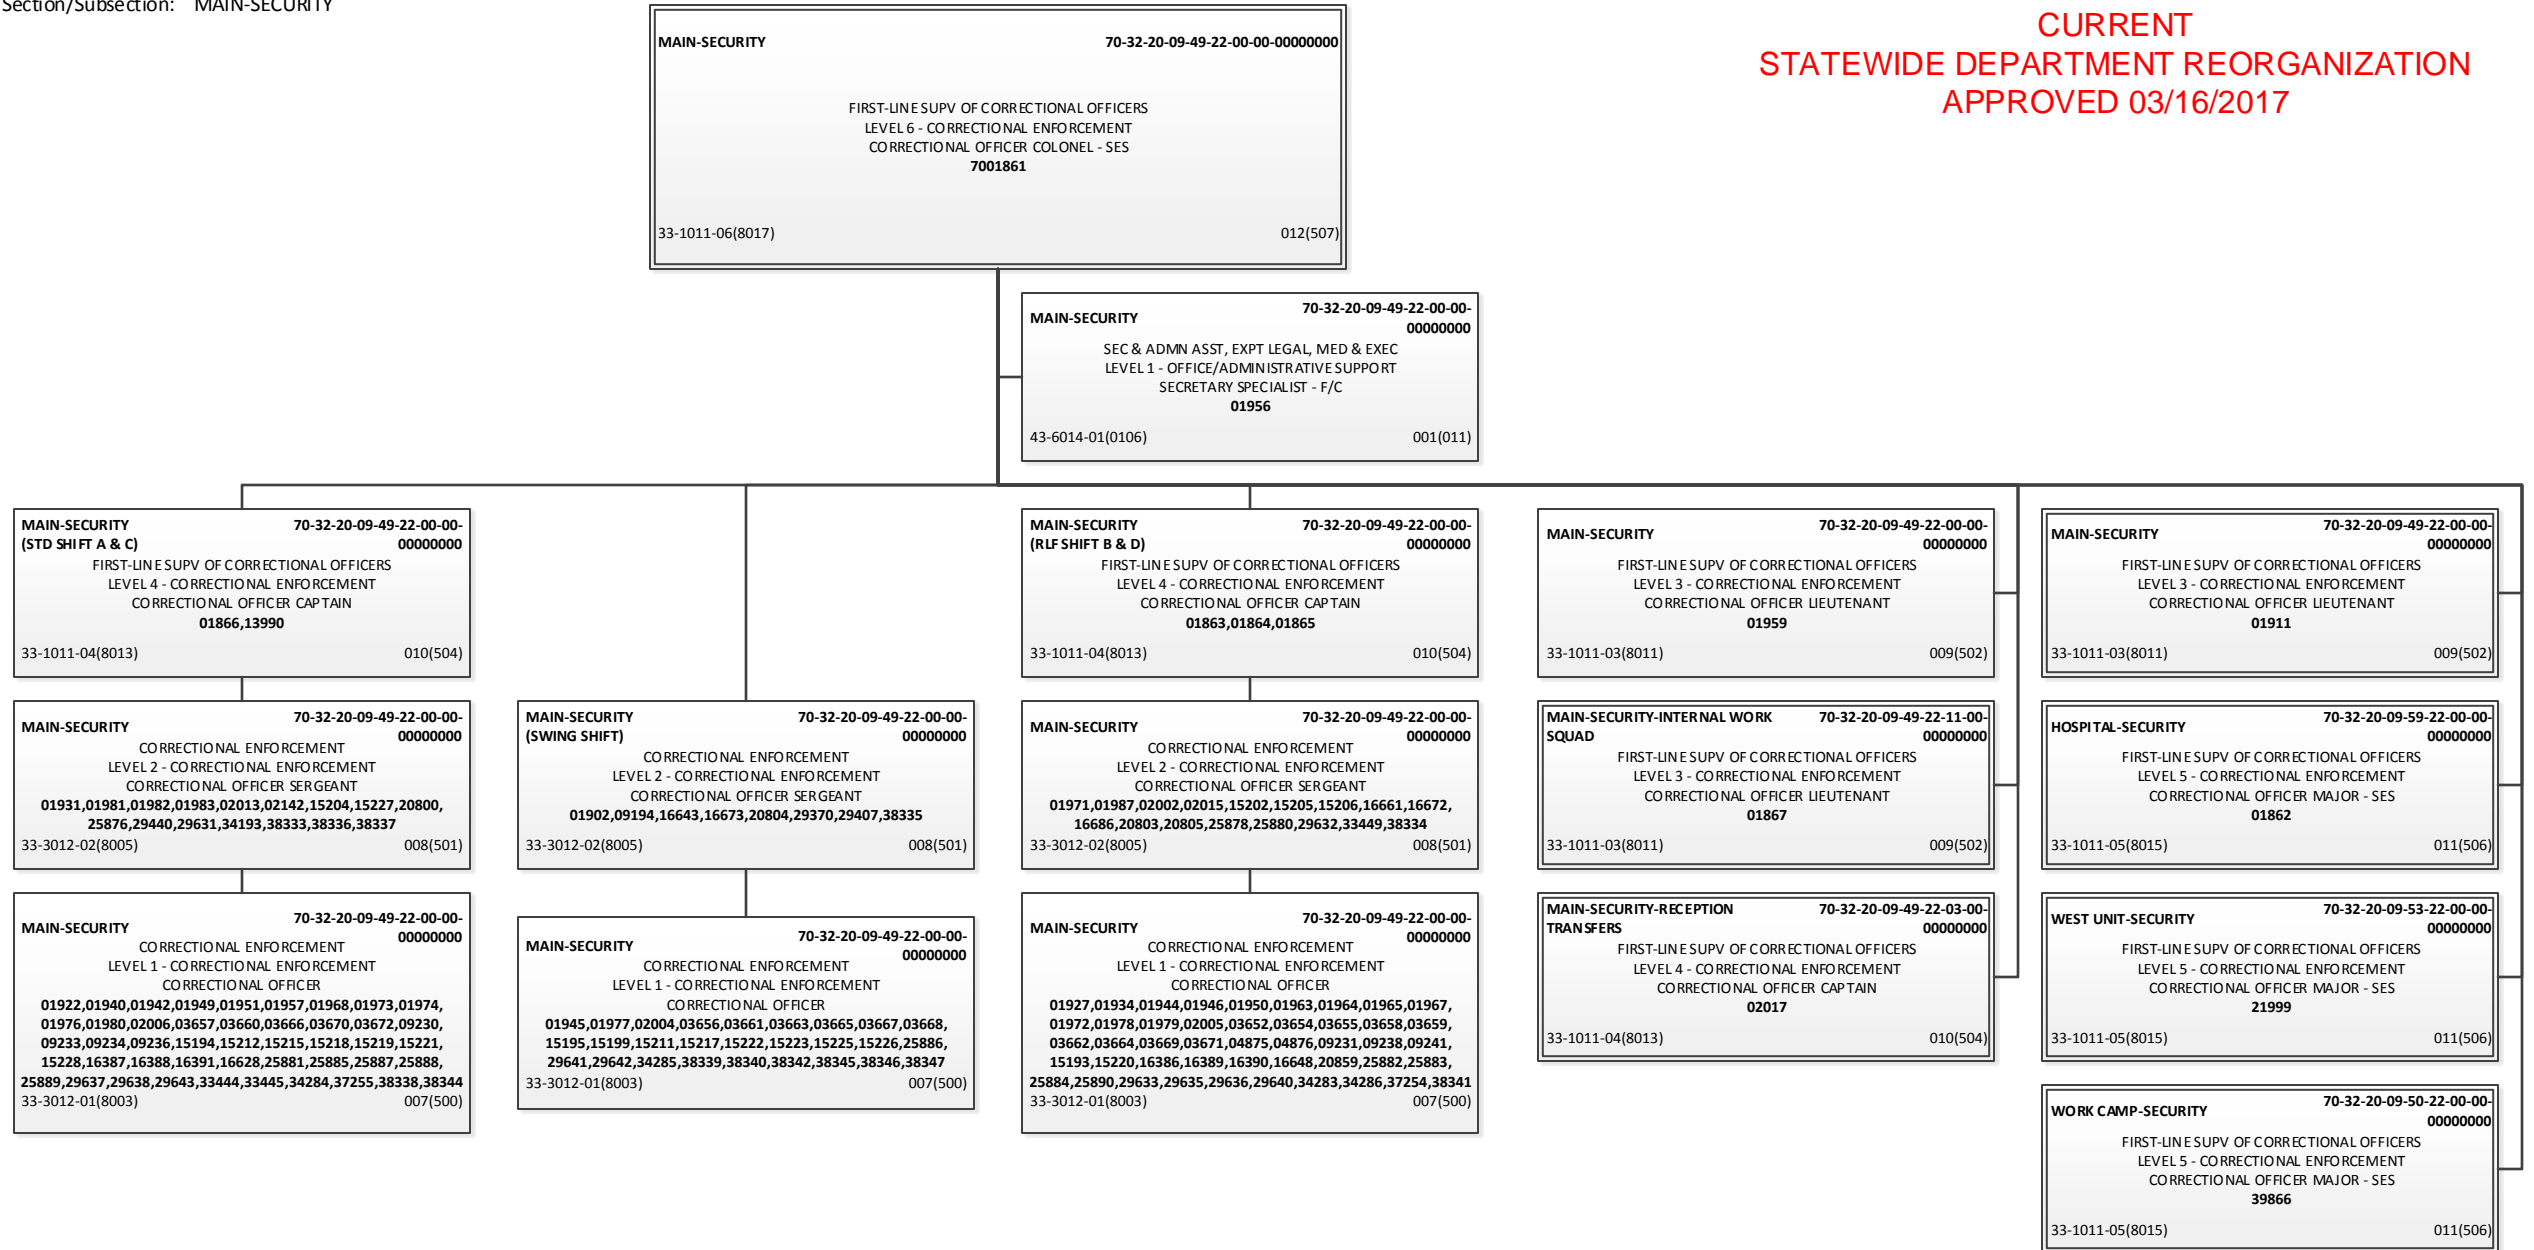 Section/Subsection: MAIN-SECURITY
CURRENT
STATEWIDE DEPARTMENT REORGANIZATION
APPROVED 03/16/2017
MAIN-SECURITY 70-32-20-09-49-22-00-00-00000000
FIRST-LINE SUPV OF CORRECTIONAL OFFICERS
LEVEL 6 - CORRECTIONAL ENFORCEMENT
CORRECTIONAL OFFICER COLONEL - SES
7001861
33-1011-06(8017) 012(507)
MAIN-SECURITY 70-32-20-09-49-22-00-00-
00000000
SEC & ADMN ASST, EXPT LEGAL, MED & EXEC
LEVEL 1 - OFFICE/ADMINISTRATIVE SUPPORT
SECRETARY SPECIALIST - F/C
01956
43-6014-01(0106) 001(011)
MAIN-SECURITY 70-32-20-09-49-22-00-00-
(STD SHIFT A & C) 00000000
FIRST-LINE SUPV OF CORRECTIONAL OFFICERS
LEVEL 4 - CORRECTIONAL ENFORCEMENT
CORRECTIONAL OFFICER CAPTAIN
01866,13990
33-1011-04(8013) 010(504)
MAIN-SECURITY 70-32-20-09-49-22-00-00-
00000000
CORRECTIONAL ENFORCEMENT
LEVEL 2 - CORRECTIONAL ENFORCEMENT
CORRECTIONAL OFFICER SERGEANT
01931,01981,01982,01983,02013,02142,15204,15227,20800,
25876,29440,29631,34193,38333,38336,38337
33-3012-02(8005) 008(501)
MAIN-SECURITY 70-32-20-09-49-22-00-00-
00000000
CORRECTIONAL ENFORCEMENT
LEVEL 1 - CORRECTIONAL ENFORCEMENT
CORRECTIONAL OFFICER
01922,01940,01942,01949,01951,01957,01968,01973,01974,
01976,01980,02006,03657,03660,03666,03670,03672,09230,
09233,09234,09236,15194,15212,15215,15218,15219,15221,
15228,16387,16388,16391,16628,25881,25885,25887,25888,
25889,29637,29638,29643,33444,33445,34284,37255,38338,38344
33-3012-01(8003) 007(500)
MAIN-SECURITY 70-32-20-09-49-22-00-00-
(SWING SHIFT) 00000000
CORRECTIONAL ENFORCEMENT
LEVEL 2 - CORRECTIONAL ENFORCEMENT
CORRECTIONAL OFFICER SERGEANT
01902,09194,16643,16673,20804,29370,29407,38335
33-3012-02(8005) 008(501)
MAIN-SECURITY 70-32-20-09-49-22-00-00-
00000000
CORRECTIONAL ENFORCEMENT
LEVEL 1 - CORRECTIONAL ENFORCEMENT
CORRECTIONAL OFFICER
01945,01977,02004,03656,03661,03663,03665,03667,03668,
15195,15199,15211,15217,15222,15223,15225,15226,25886,
29641,29642,34285,38339,38340,38342,38345,38346,38347
33-3012-01(8003) 007(500)
MAIN-SECURITY 70-32-20-09-49-22-00-00-
(RLF SHIFT B & D) 00000000
FIRST-LINE SUPV OF CORRECTIONAL OFFICERS
LEVEL 4 - CORRECTIONAL ENFORCEMENT
CORRECTIONAL OFFICER CAPTAIN
01863,01864,01865
33-1011-04(8013) 010(504)
MAIN-SECURITY 70-32-20-09-49-22-00-00-
00000000
CORRECTIONAL ENFORCEMENT
LEVEL 2 - CORRECTIONAL ENFORCEMENT
CORRECTIONAL OFFICER SERGEANT
01971,01987,02002,02015,15202,15205,15206,16661,16672,
16686,20803,20805,25878,25880,29632,33449,38334
33-3012-02(8005) 008(501)
MAIN-SECURITY 70-32-20-09-49-22-00-00-
00000000
CORRECTIONAL ENFORCEMENT
LEVEL 1 - CORRECTIONAL ENFORCEMENT
CORRECTIONAL OFFICER
01927,01934,01944,01946,01950,01963,01964,01965,01967,
01972,01978,01979,02005,03652,03654,03655,03658,03659,
03662,03664,03669,03671,04875,04876,09231,09238,09241,
15193,15220,16386,16389,16390,16648,20859,25882,25883,
25884,25890,29633,29635,29636,29640,34283,34286,37254,38341
33-3012-01(8003) 007(500)
MAIN-SECURITY 70-32-20-09-49-22-00-00-
00000000
FIRST-LINE SUPV OF CORRECTIONAL OFFICERS
LEVEL 3 - CORRECTIONAL ENFORCEMENT
CORRECTIONAL OFFICER LIEUTENANT
01959
33-1011-03(8011) 009(502)
MAIN-SECURITY-INTERNAL WORK 70-32-20-09-49-22-11-00-
SQUAD 00000000
FIRST-LINE SUPV OF CORRECTIONAL OFFICERS
LEVEL 3 - CORRECTIONAL ENFORCEMENT
CORRECTIONAL OFFICER LIEUTENANT
01867
33-1011-03(8011) 009(502)
MAIN-SECURITY-RECEPTION 70-32-20-09-49-22-03-00-
TRANSFERS 00000000
FIRST-LINE SUPV OF CORRECTIONAL OFFICERS
LEVEL 4 - CORRECTIONAL ENFORCEMENT
CORRECTIONAL OFFICER CAPTAIN
02017
33-1011-04(8013) 010(504)
MAIN-SECURITY 70-32-20-09-49-22-00-00-
00000000
FIRST-LINE SUPV OF CORRECTIONAL OFFICERS
LEVEL 3 - CORRECTIONAL ENFORCEMENT
CORRECTIONAL OFFICER LIEUTENANT
01911
33-1011-03(8011) 009(502)
HOSPITAL-SECURITY 70-32-20-09-59-22-00-00-
00000000
FIRST-LINE SUPV OF CORRECTIONAL OFFICERS
LEVEL 5 - CORRECTIONAL ENFORCEMENT
CORRECTIONAL OFFICER MAJOR - SES
01862
33-1011-05(8015) 011(506)
WEST UNIT-SECURITY 70-32-20-09-53-22-00-00-
00000000
FIRST-LINE SUPV OF CORRECTIONAL OFFICERS
LEVEL 5 - CORRECTIONAL ENFORCEMENT
CORRECTIONAL OFFICER MAJOR - SES
21999
33-1011-05(8015) 011(506)
WORK CAMP-SECURITY 70-32-20-09-50-22-00-00-
00000000
FIRST-LINE SUPV OF CORRECTIONAL OFFICERS
LEVEL 5 - CORRECTIONAL ENFORCEMENT
CORRECTIONAL OFFICER MAJOR - SES
39866
33-1011-05(8015) 011(506)